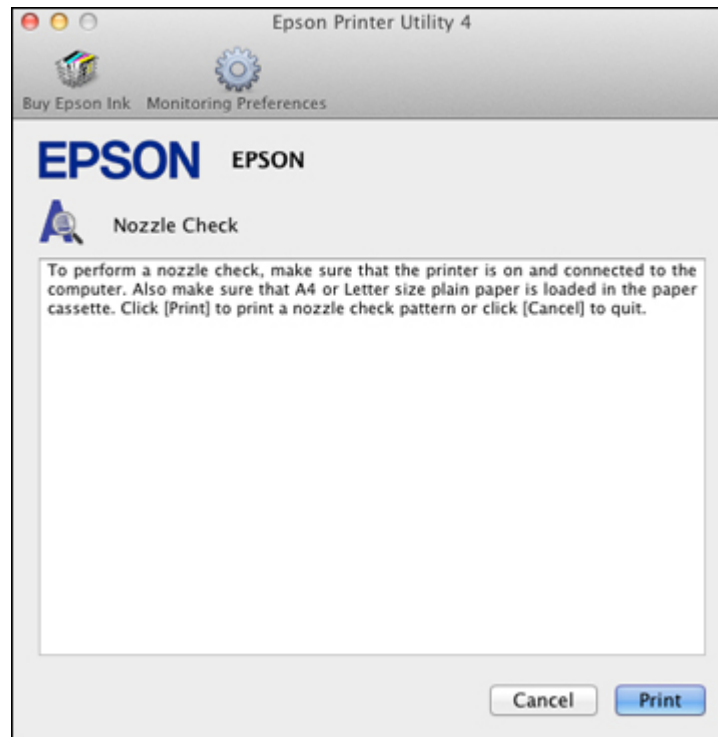 Epson Printer Utility 4
Buy Epson Ink Monitoring Preferences
EPSON EPSON
Nozzle Check
To perform a nozzle check, make sure that the printer is on and connected to the
computer. Also make sure that A4 or Letter size plain paper is loaded in the paper
cassette. Click [Print] to print a nozzle check pattern or click [Cancel] to quit.
Cancel Print